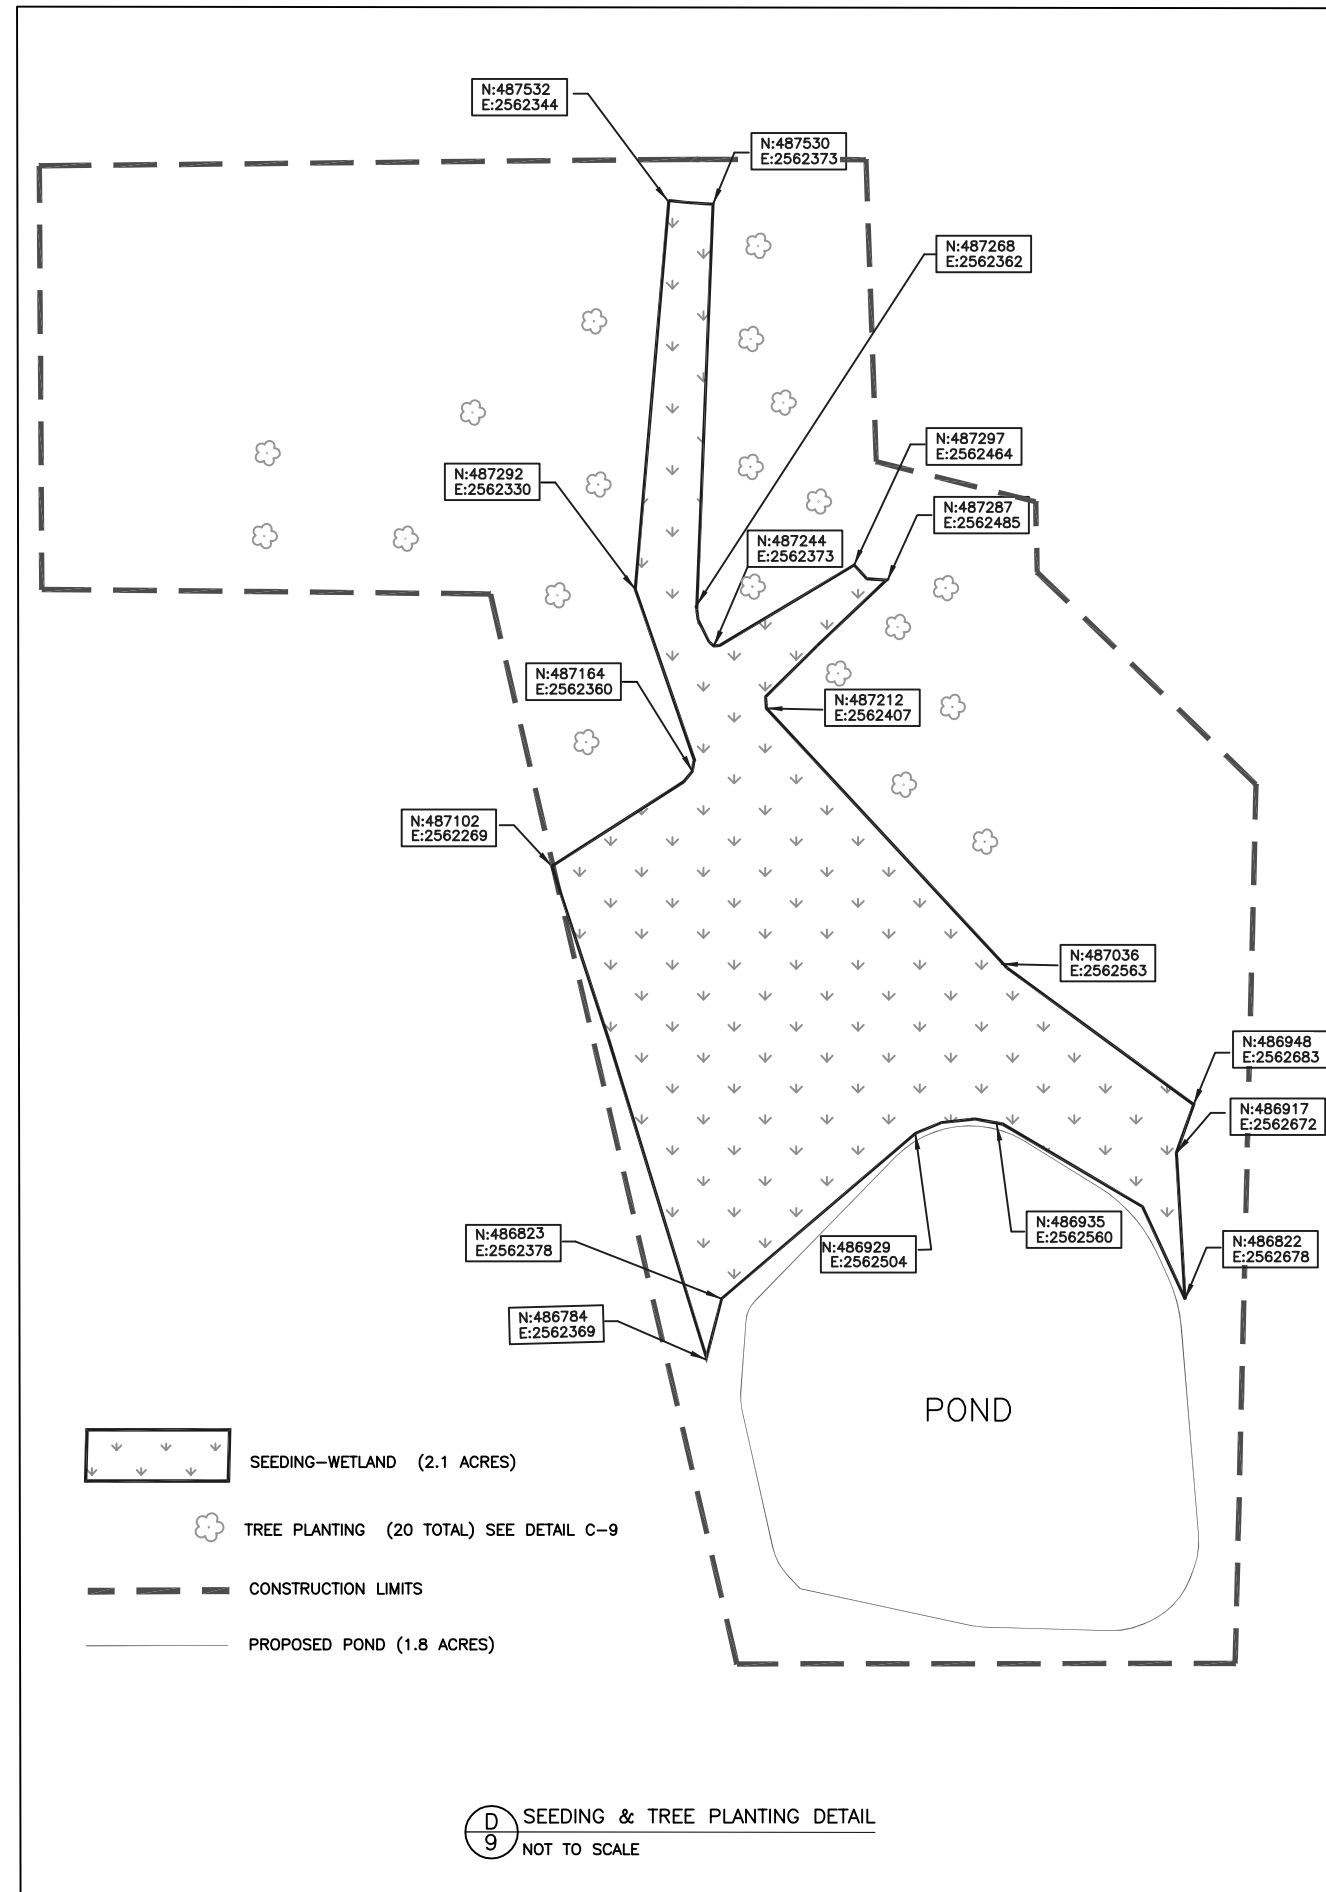 N:487532
E:2562344
N:487530
E:2562373
N:487268
E:2562362
N:487297
E:2562464
N:487292
E:2562330
N:487287
E:2562485
N:487244
E:2562373
N:487164
E:2562360
N:487212
E:2562407
N:487102
E:2562269
N:487036
E:2562563
N:486948
E:2562683
N:486917
E:2562672
N:486823
E:2562378
N:486929
E:2562504
N:486935
E:2562560
N:486822
E:2562678
N:486784
E:2562369
POND
SEEDING-WETLAND (2.1 ACRES)
TREE PLANTING (20 TOTAL) SEE DETAIL C-9
CONSTRUCTION LIMITS
PROPOSED POND (1.8 ACRES)
D
9
SEEDING & TREE PLANTING DETAIL
NOT TO SCALE